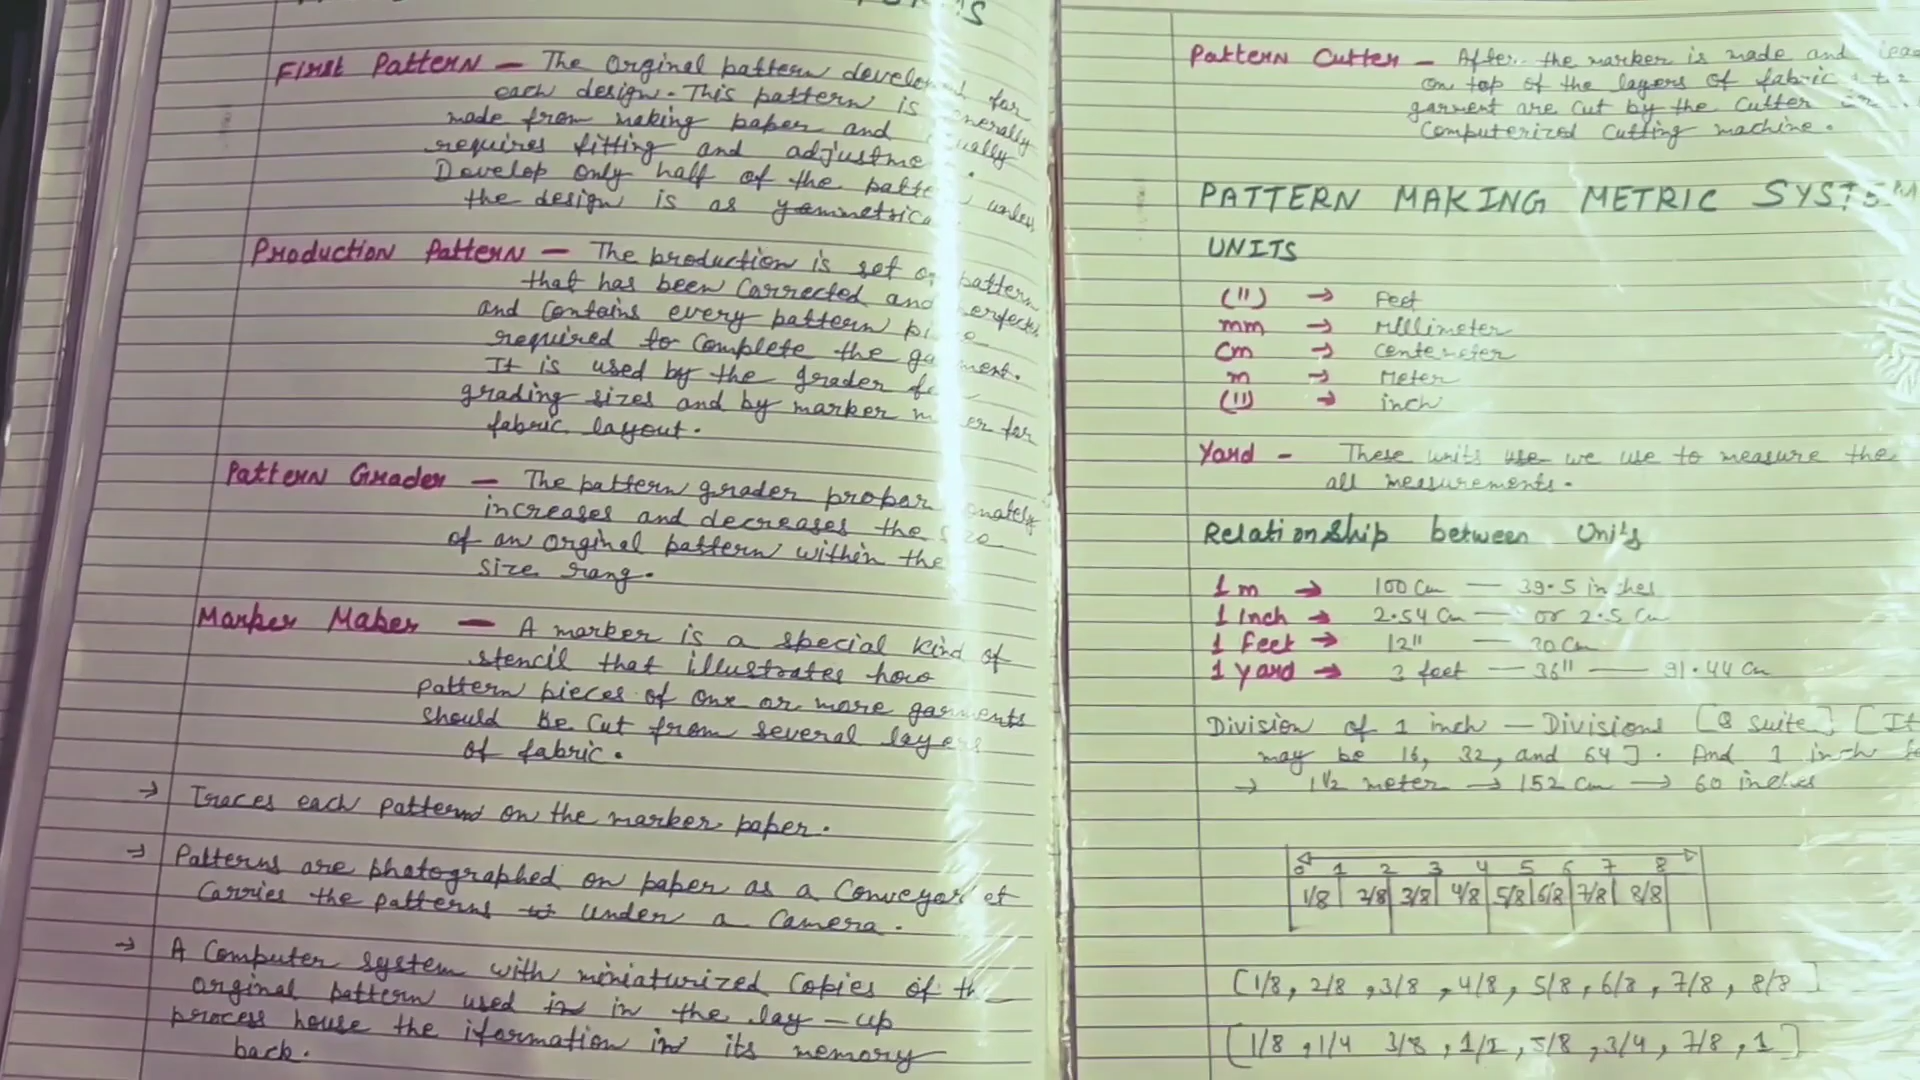 First Pattern — The Orginal pattern develo for
each design. This pattern is
made from making paper and
requires fitting and
Develop only half of the unless
the design is as
Production Pattern — The production is set pattern
that has been Corrected and
and Contains every pattern
required to Complete the
It is used by the grader
grading sizes and by marker for
fabric layout.
Pattern Grader — The pattern grader
increases and decreases the
of an orginal pattern within the
size rang.
Marker Maker — A marker is a special kind of
stencil that illustrates how
pattern pieces of one or more garments
should be Cut from several layers
of fabric.
→ Traces each pattern on the marker paper.
→ Patterns are photographed on paper as a Conveyor et
Carries the patterns under a Camera.
→ A Computer system with miniaturized Copies of th
orginal pattern used in in the lay-up
process house the iformation in its memory
back.
Pattern Cutter — After the marker is made and
on top of the layers of fabric
garment are Cut by the Cutter
Computerized Cutting machine.
PATTERN MAKING METRIC SYSTEM
UNITS
(") → Feet
mm → Millimeter
Cm → Centemeter
m → Meter
(") → inch
Yard - These units use we use to measure the
all measurements.
Relationship between Units
1 m → 100 Cm — 39.5 inches
1 Inch → 2.54 Cm — or 2.5 Cm
1 Feet → 12" — 30 Cm
1 Yard → 3 feet — 36" — 91.44 Cm
Division of 1 inch — Divisions [8 suite] [It
may be 16, 32, and 64]. And 1 inch
→ 1 1/2 meter → 152 Cm → 60 inches
0 1 2 3 4 5 6 7 8
1/8 2/8 3/8 4/8 5/8 6/8 7/8 8/8
[1/8, 2/8, 3/8, 4/8, 5/8, 6/8, 7/8, 8/8]
[1/8, 1/4 3/8, 1/2, 5/8, 3/4, 7/8, 1]